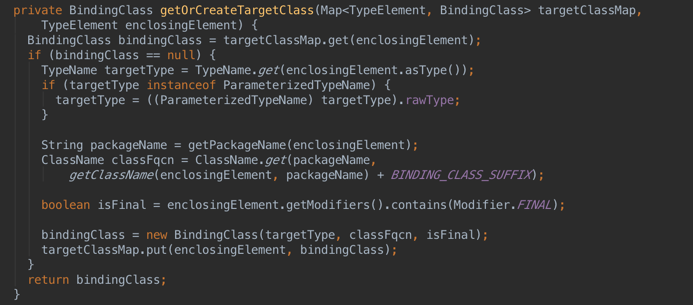 private BindingClass getOrCreateTargetClass(Map<TypeElement, BindingClass> targetClassMap,
    TypeElement enclosingElement) {
  BindingClass bindingClass = targetClassMap.get(enclosingElement);
  if (bindingClass == null) {
    TypeName targetType = TypeName.get(enclosingElement.asType());
    if (targetType instanceof ParameterizedTypeName) {
      targetType = ((ParameterizedTypeName) targetType).rawType;
    }

    String packageName = getPackageName(enclosingElement);
    ClassName classFqcn = ClassName.get(packageName,
        getClassName(enclosingElement, packageName) + BINDING_CLASS_SUFFIX);

    boolean isFinal = enclosingElement.getModifiers().contains(Modifier.FINAL);

    bindingClass = new BindingClass(targetType, classFqcn, isFinal);
    targetClassMap.put(enclosingElement, bindingClass);
  }
  return bindingClass;
}